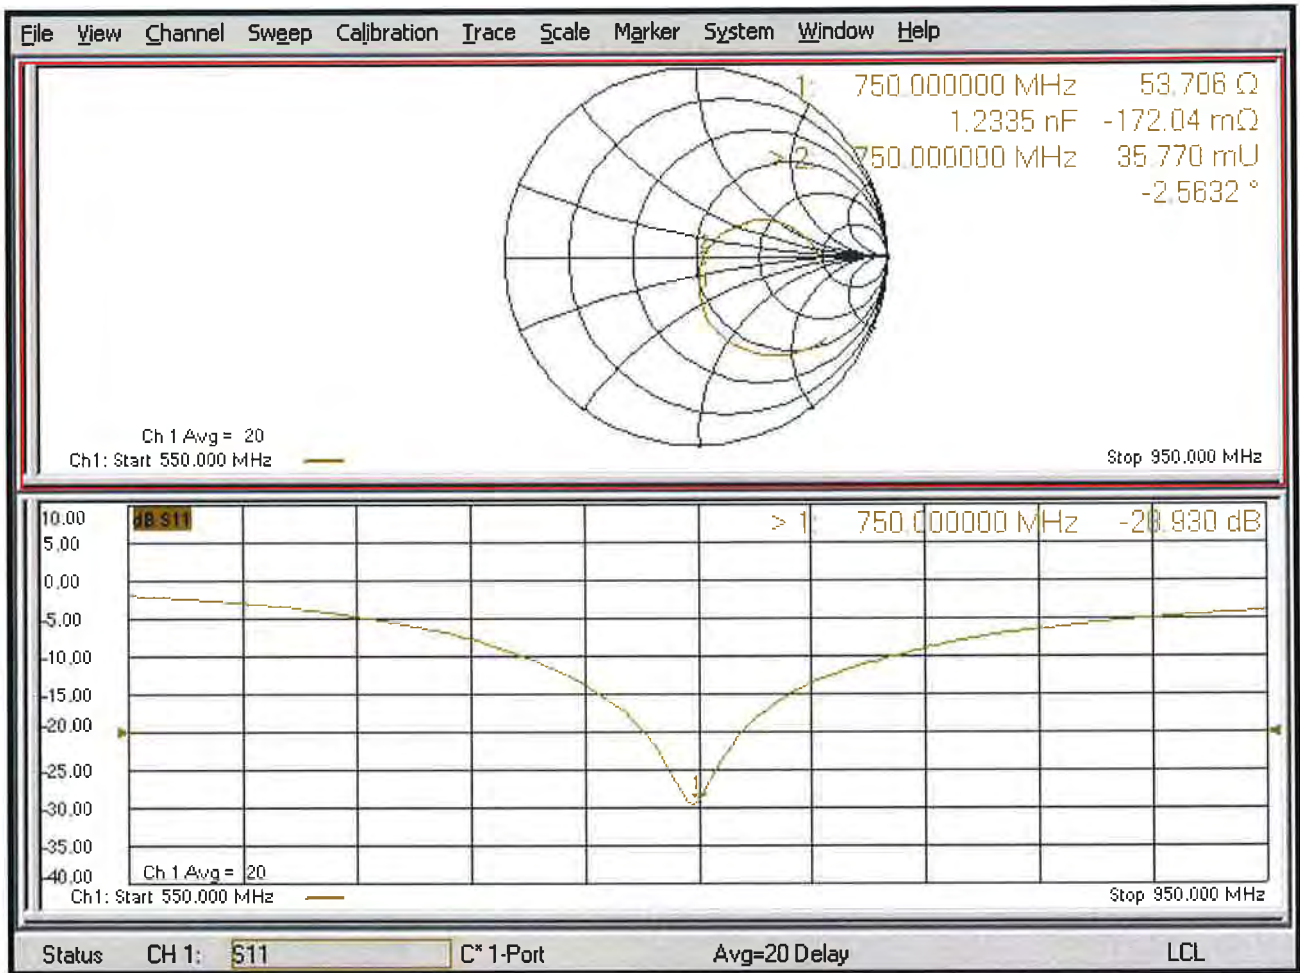 File View Channel Sweep Calibration Trace Scale Marker System Window Help
1: 750.000000 MHz 53.706 Ω
1.2335 nF -172.04 mΩ
> 2: 750.000000 MHz 35.770 mU
-2.5632 °
Ch 1 Avg = 20
Ch1: Start 550.000 MHz Stop 950.000 MHz
10.00 dB S11 > 1: 750.000000 MHz -28.930 dB
5.00
0.00
-5.00
-10.00
-15.00
-20.00
-25.00
-30.00
-35.00
-40.00
1
Ch 1 Avg = 20
Ch1: Start 550.000 MHz Stop 950.000 MHz
Status CH 1: S11 C* 1-Port Avg=20 Delay LCL